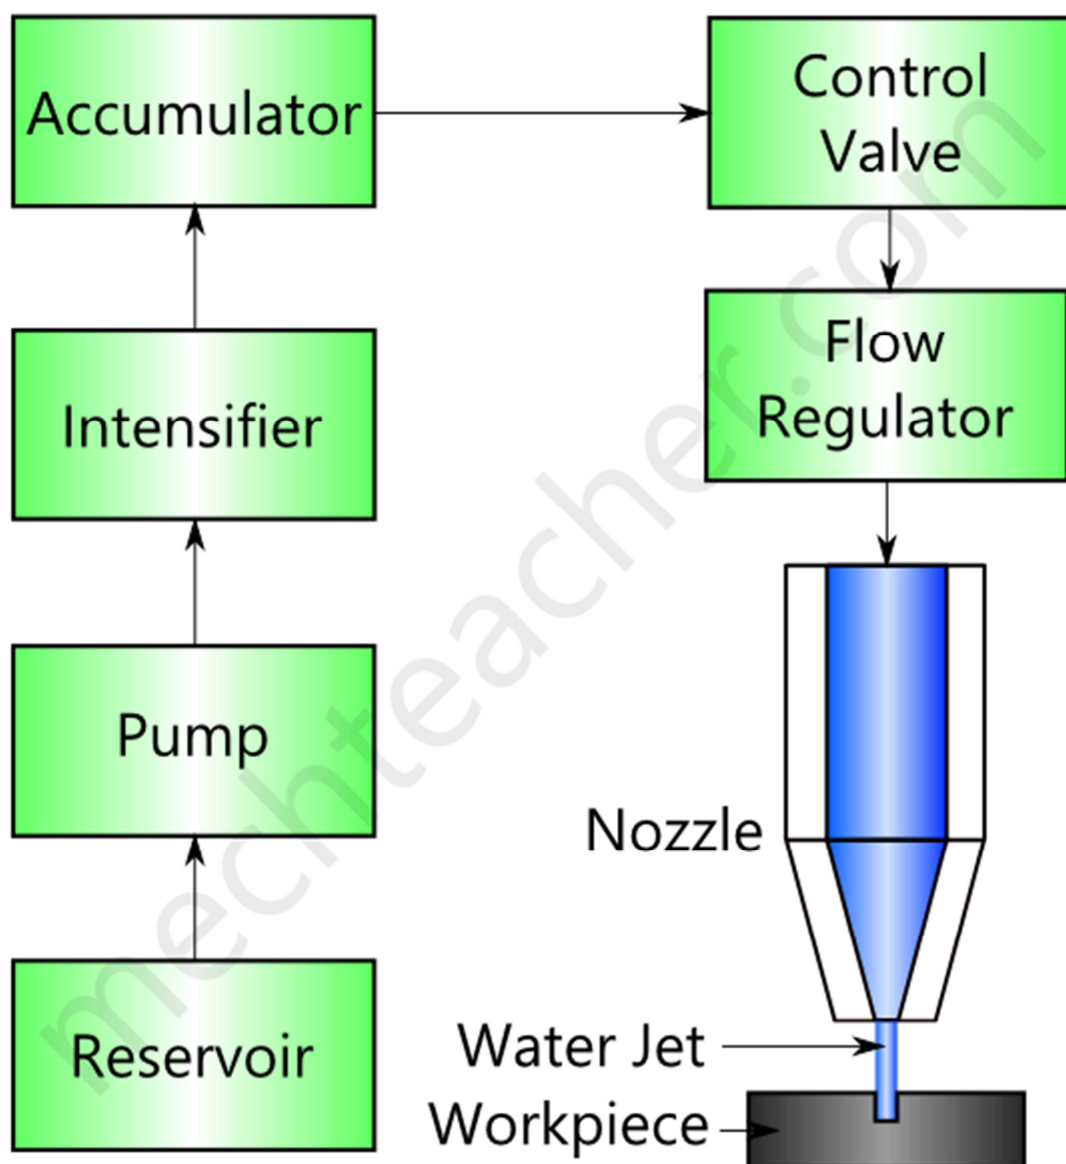 Accumulator
Control
Valve
Intensifier
Flow
Regulator
Pump
Nozzle
Reservoir
Water Jet
Workpiece
mechteacher.com